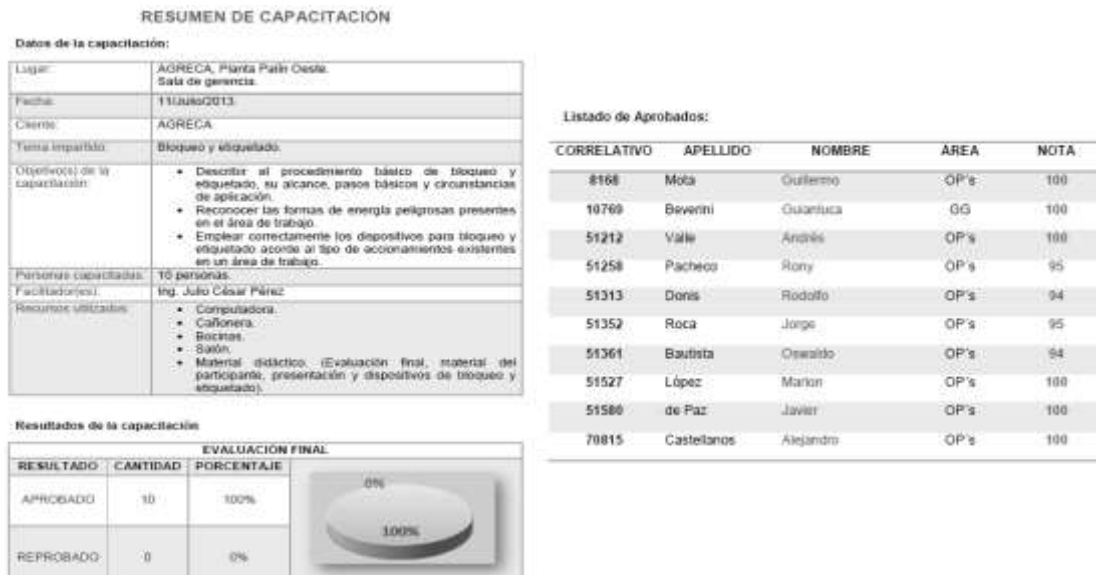 RESUMEN DE CAPACITACIÓN
Datos de la capacitación:
Lugar: AGRECA, Planta Palín Oeste.
Sala de gerencia.
Fecha: 11/Julio/2013.
Cliente: AGRECA
Tema impartido: Bloqueo y etiquetado.
Objetivo(s) de la capacitación:
• Describir el procedimiento básico de bloqueo y
etiquetado, su alcance, pasos básicos y circunstancias
de aplicación.
• Reconocer las formas de energía peligrosas presentes
en el área de trabajo.
• Emplear correctamente los dispositivos para bloqueo y
etiquetado acorde al tipo de accionamientos existentes
en un área de trabajo.
Personas capacitadas: 10 personas.
Facilitador(es): Ing. Julio César Pérez
Recursos utilizados:
• Computadora.
• Cañonera.
• Bocinas.
• Salón.
• Material didáctico. (Evaluación final, material del
participante, presentación y dispositivos de bloqueo y
etiquetado).
Resultados de la capacitación
EVALUACIÓN FINAL
RESULTADO CANTIDAD PORCENTAJE
APROBADO 10 100%
REPROBADO 0 0%
0%
100%
Listado de Aprobados:
CORRELATIVO APELLIDO NOMBRE AREA NOTA
8168 Mota Guillermo OP's 100
10769 Beverini Guianluca GG 100
51212 Valle Andrés OP's 100
51258 Pacheco Rony OP's 95
51313 Donis Rodolfo OP's 94
51352 Roca Jorge OP's 95
51361 Bautista Oswaldo OP's 94
51527 López Marlon OP's 100
51580 de Paz Javier OP's 100
70815 Castellanos Alejandro OP's 100